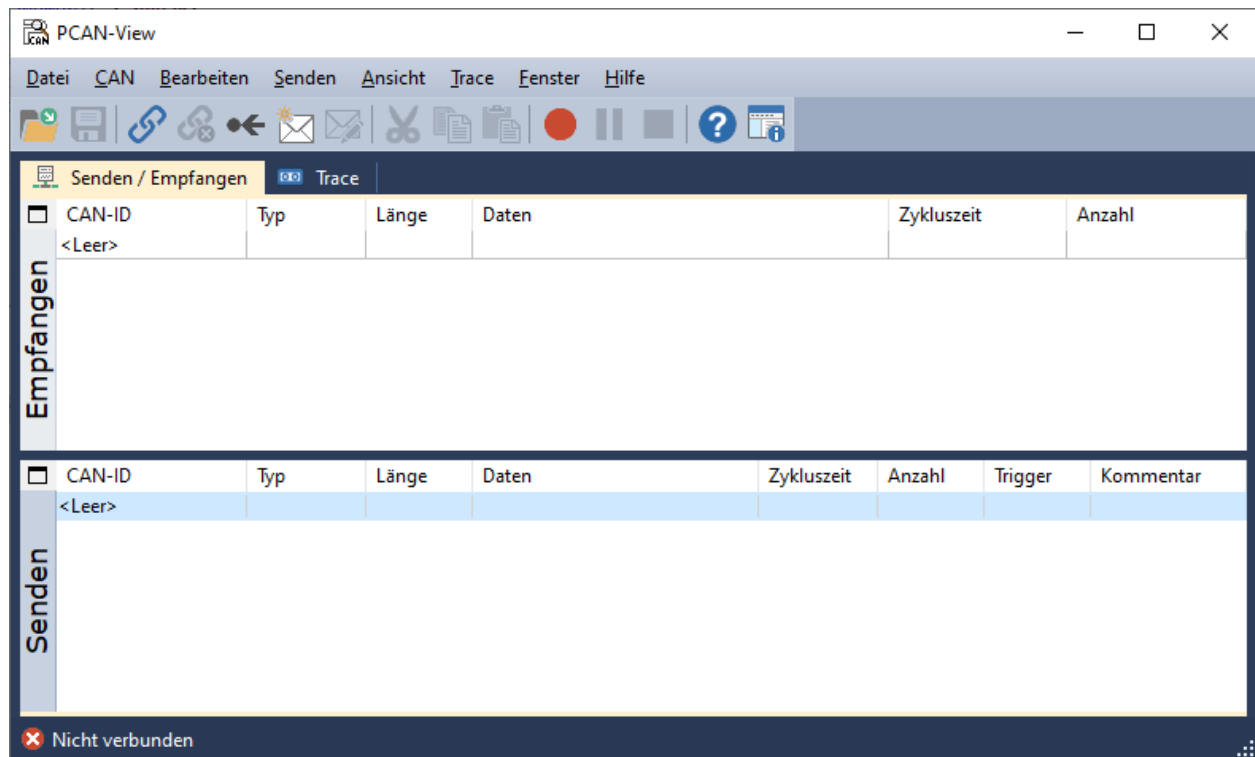 PCAN-View
Datei CAN Bearbeiten Senden Ansicht Trace Fenster Hilfe
Senden / Empfangen Trace
CAN-ID Typ Länge Daten Zykluszeit Anzahl
<Leer>
Empfangen
CAN-ID Typ Länge Daten Zykluszeit Anzahl Trigger Kommentar
<Leer>
Senden
Nicht verbunden